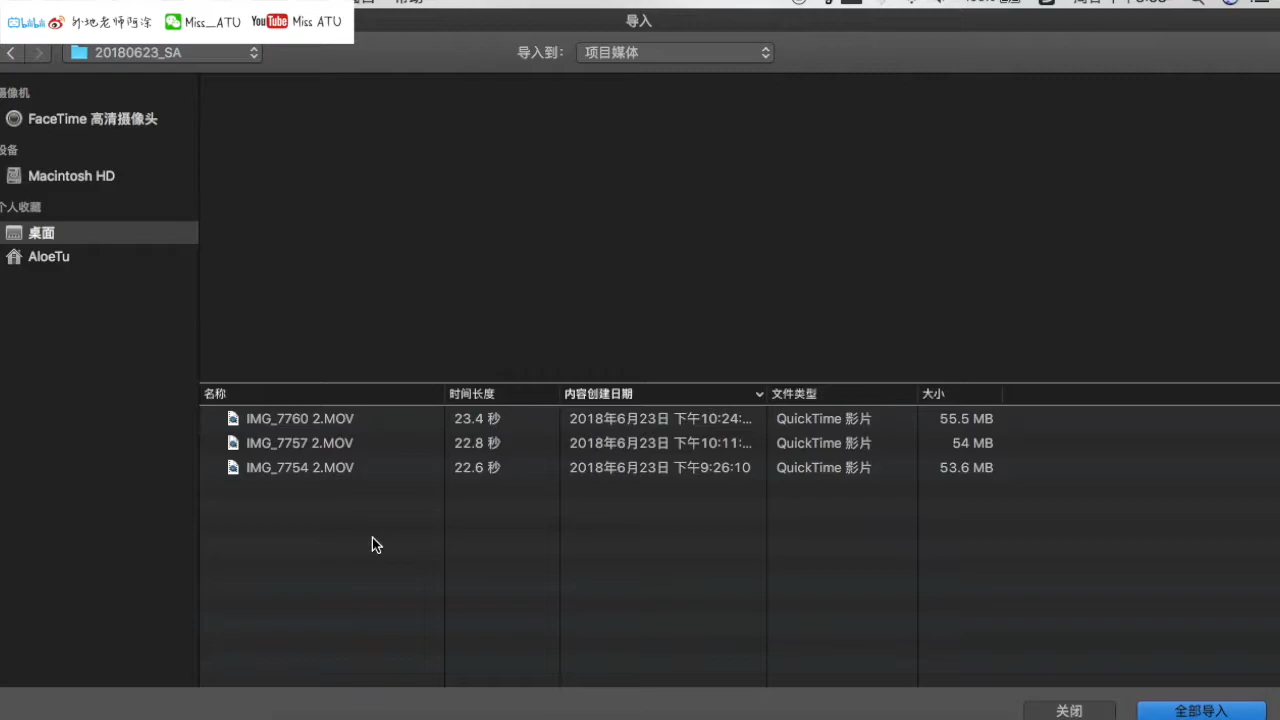 bilibili 外地老师阿涂 Miss_ATU YouTube Miss ATU
导入
20180623_SA
导入到: 项目媒体
摄像机
FaceTime 高清摄像头
设备
Macintosh HD
个人收藏
桌面
AloeTu
名称 时间长度 内容创建日期 文件类型 大小
IMG_7760 2.MOV 23.4 秒 2018年6月23日 下午10:24:... QuickTime 影片 55.5 MB
IMG_7757 2.MOV 22.8 秒 2018年6月23日 下午10:11:... QuickTime 影片 54 MB
IMG_7754 2.MOV 22.6 秒 2018年6月23日 下午9:26:10 QuickTime 影片 53.6 MB
关闭 全部导入